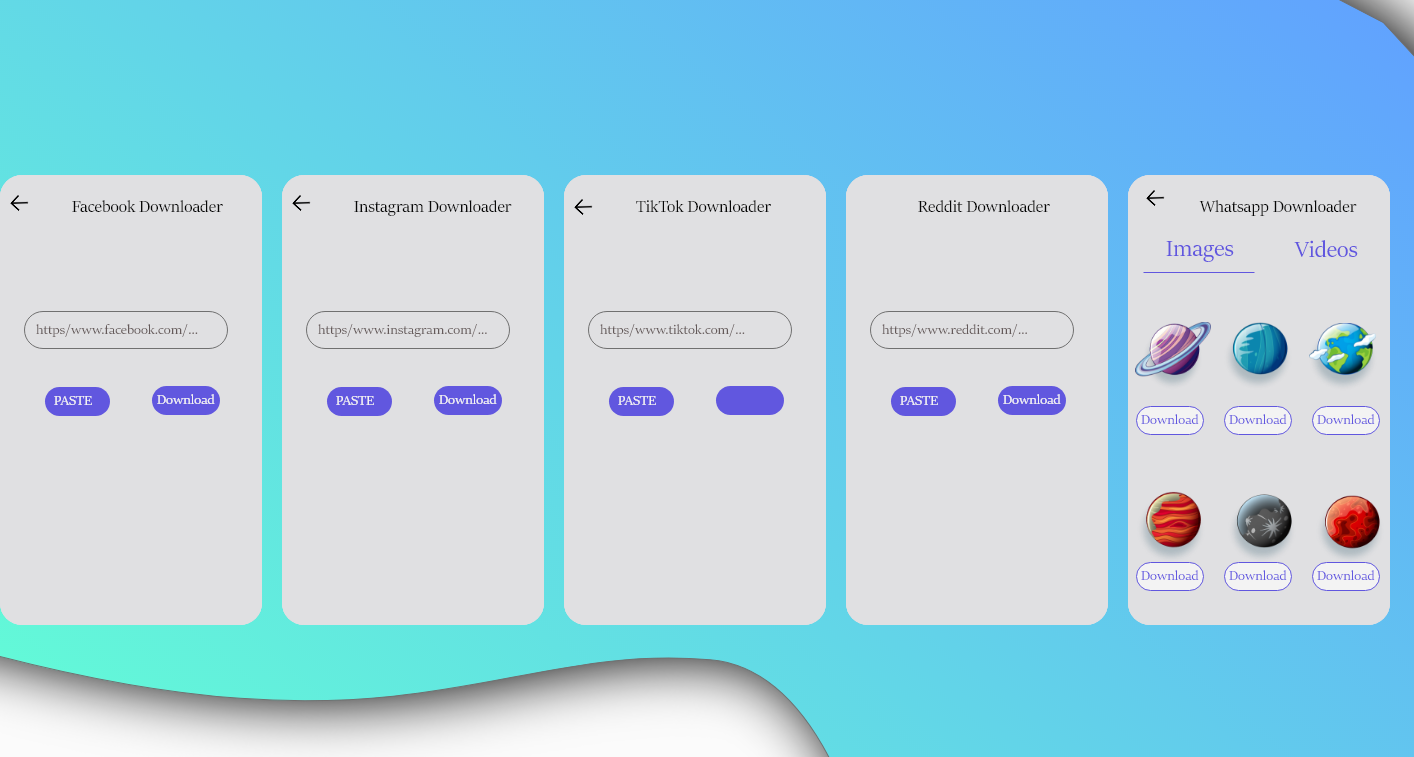 Facebook Downloader
https/www.facebook.com/...
PASTE
Download
Instagram Downloader
https/www.instagram.com/...
PASTE
Download
TikTok Downloader
https/www.tiktok.com/...
PASTE
Reddit Downloader
https/www.reddit.com/...
PASTE
Download
Whatsapp Downloader
Images
Videos
Download
Download
Download
Download
Download
Download